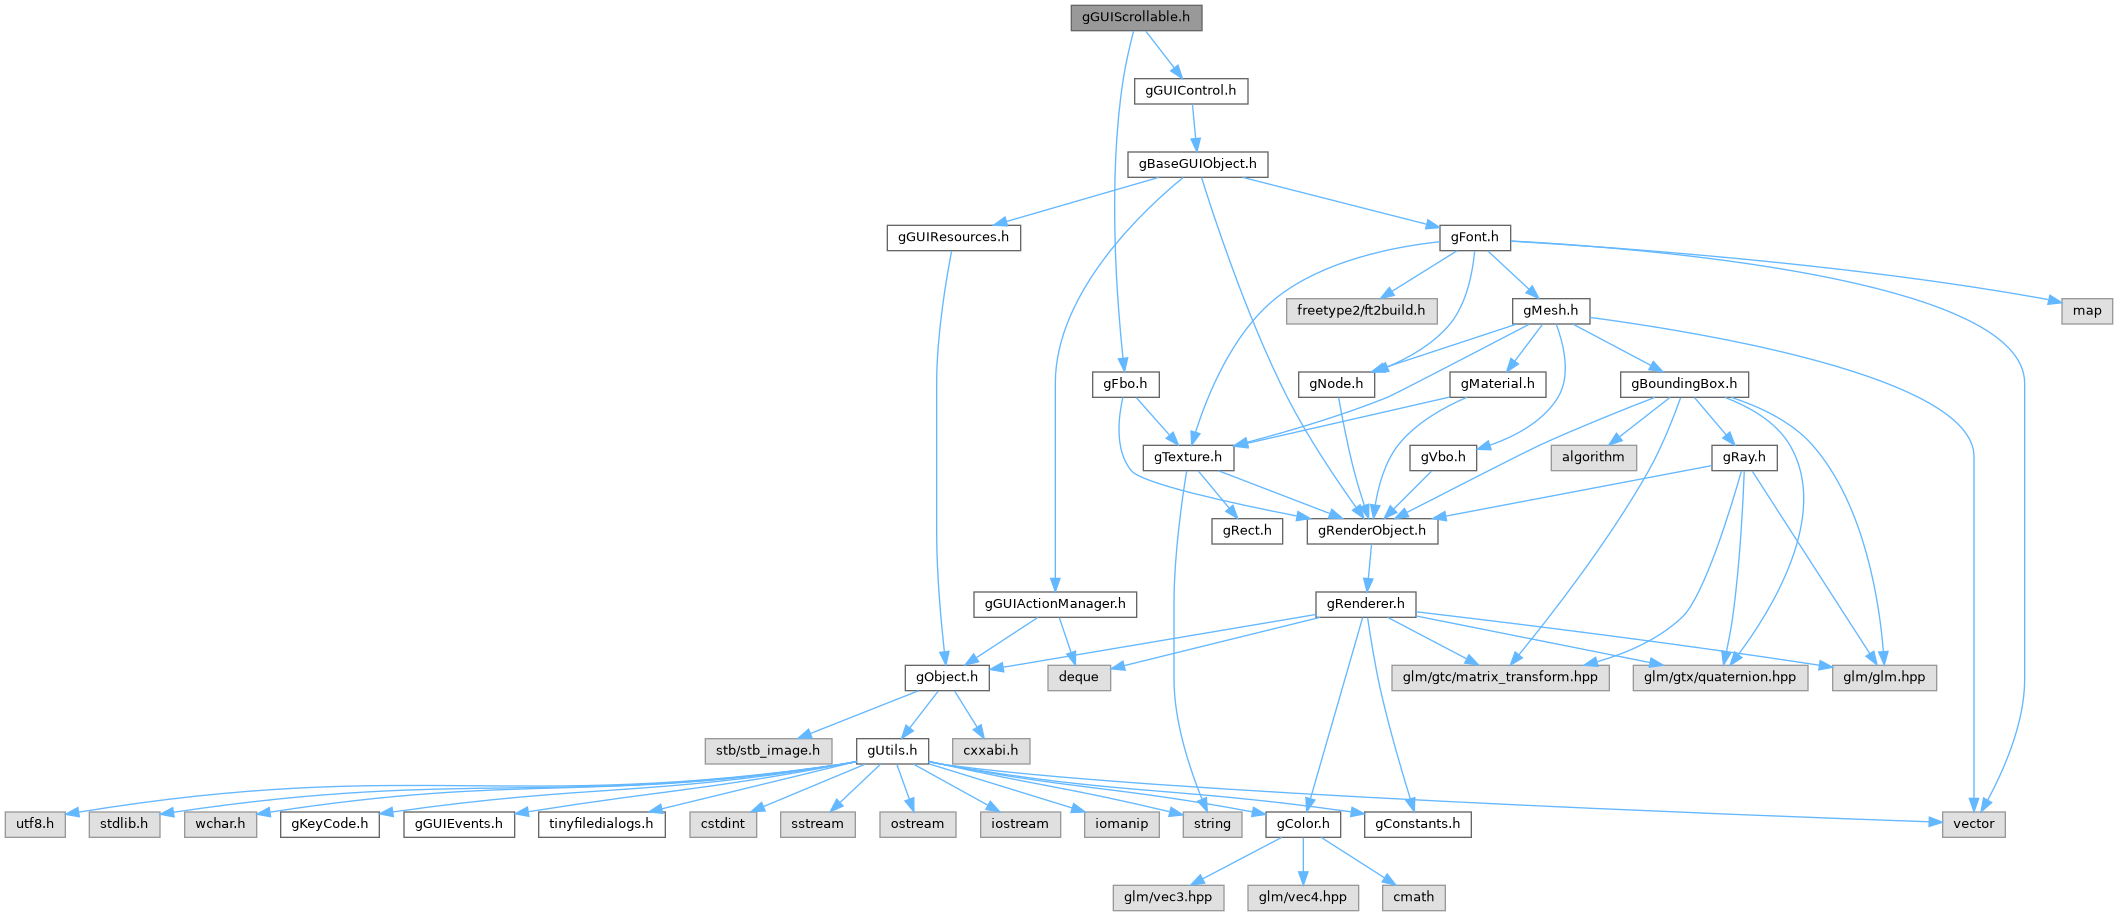 gGUIScrollable.h
gGUIControl.h
gBaseGUIObject.h
gGUIResources.h
gFont.h
freetype2/ft2build.h
gMesh.h
map
gFbo.h
gNode.h
gMaterial.h
gBoundingBox.h
gTexture.h
gVbo.h
algorithm
gRay.h
gRect.h
gRenderObject.h
gGUIActionManager.h
gRenderer.h
gObject.h
deque
glm/gtc/matrix_transform.hpp
glm/gtx/quaternion.hpp
glm/glm.hpp
stb/stb_image.h
gUtils.h
cxxabi.h
utf8.h
stdlib.h
wchar.h
gKeyCode.h
gGUIEvents.h
tinyfiledialogs.h
cstdint
sstream
ostream
iostream
iomanip
string
gColor.h
gConstants.h
vector
glm/vec3.hpp
glm/vec4.hpp
cmath